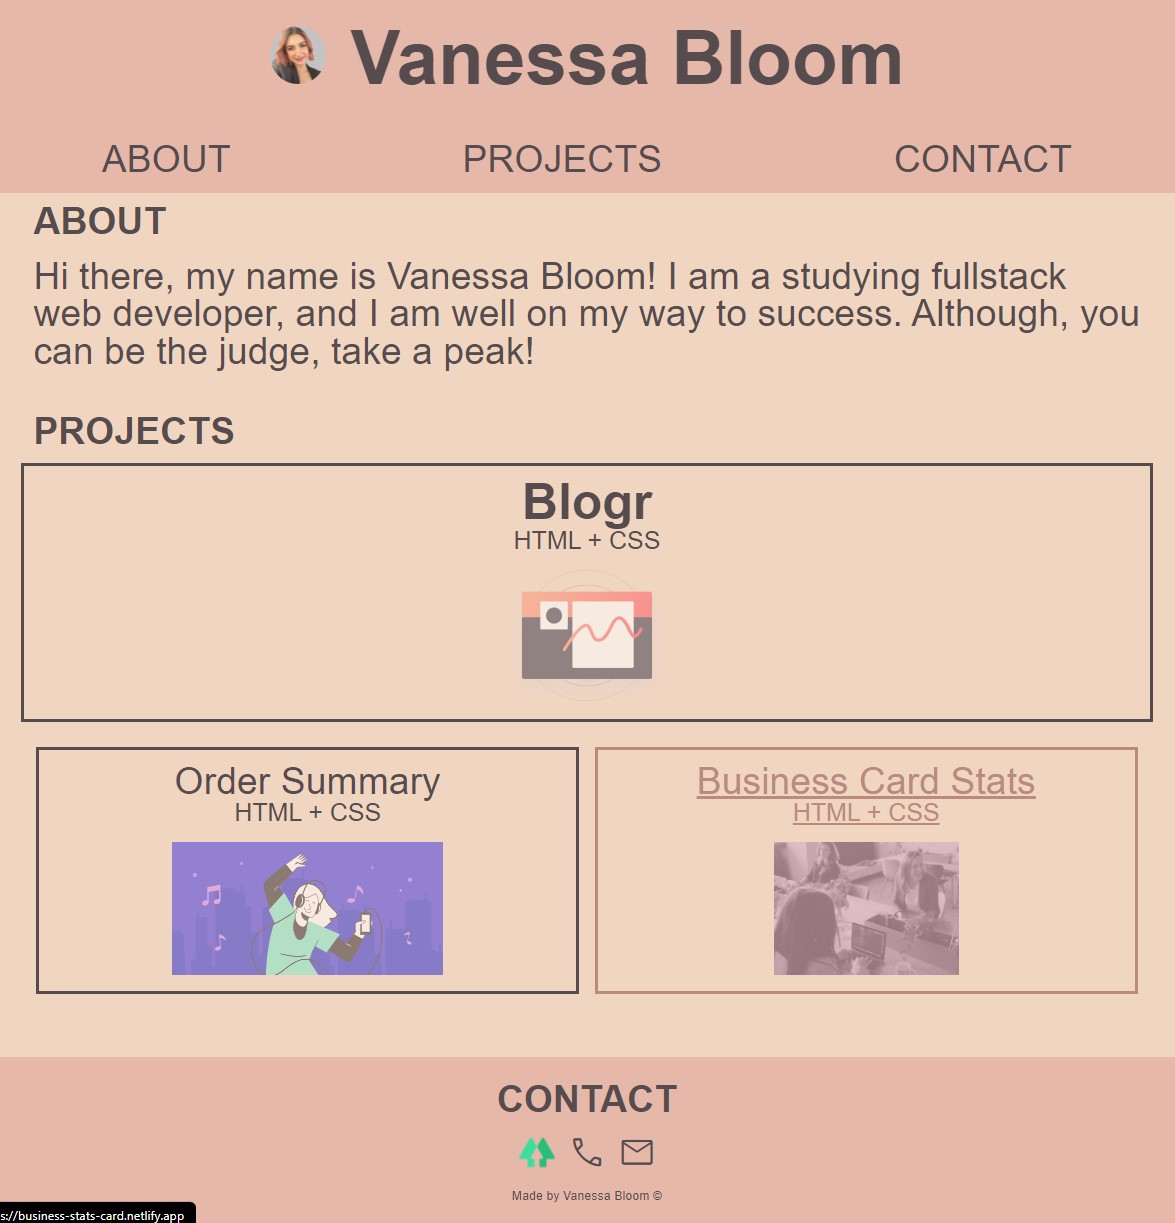 Vanessa Bloom
ABOUT PROJECTS CONTACT
ABOUT
Hi there, my name is Vanessa Bloom! I am a studying fullstack
web developer, and I am well on my way to success. Although, you
can be the judge, take a peak!
PROJECTS
Blogr
HTML + CSS
Order Summary
HTML + CSS
Business Card Stats
HTML + CSS
CONTACT
Made by Vanessa Bloom ©
s://business-stats-card.netlify.app